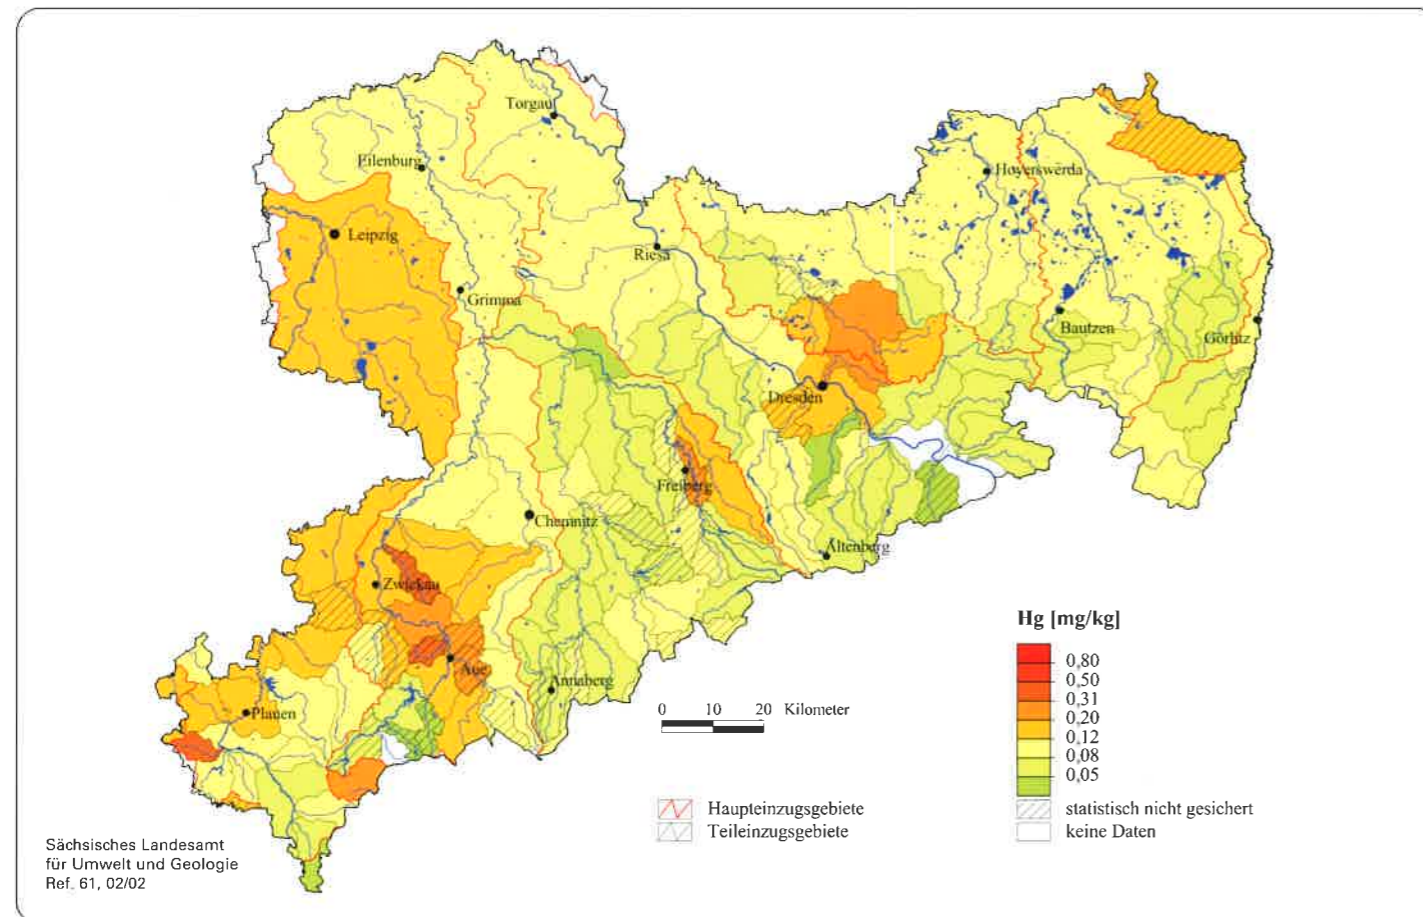 Torgau
Eilenburg
Hoyerswerda
Leipzig
Riesa
Grimma
Bautzen
Görlitz
Dresden
Freiberg
Chemnitz
Altenberg
Zwickau
Aue
Annaberg
Plauen
Hg [mg/kg]
0,80
0,50
0,31
0,20
0,12
0,08
0,05
0 10 20 Kilometer
Haupteinzugsgebiete
Teileinzugsgebiete
statistisch nicht gesichert
keine Daten
Sächsisches Landesamt
für Umwelt und Geologie
Ref. 61, 02/02